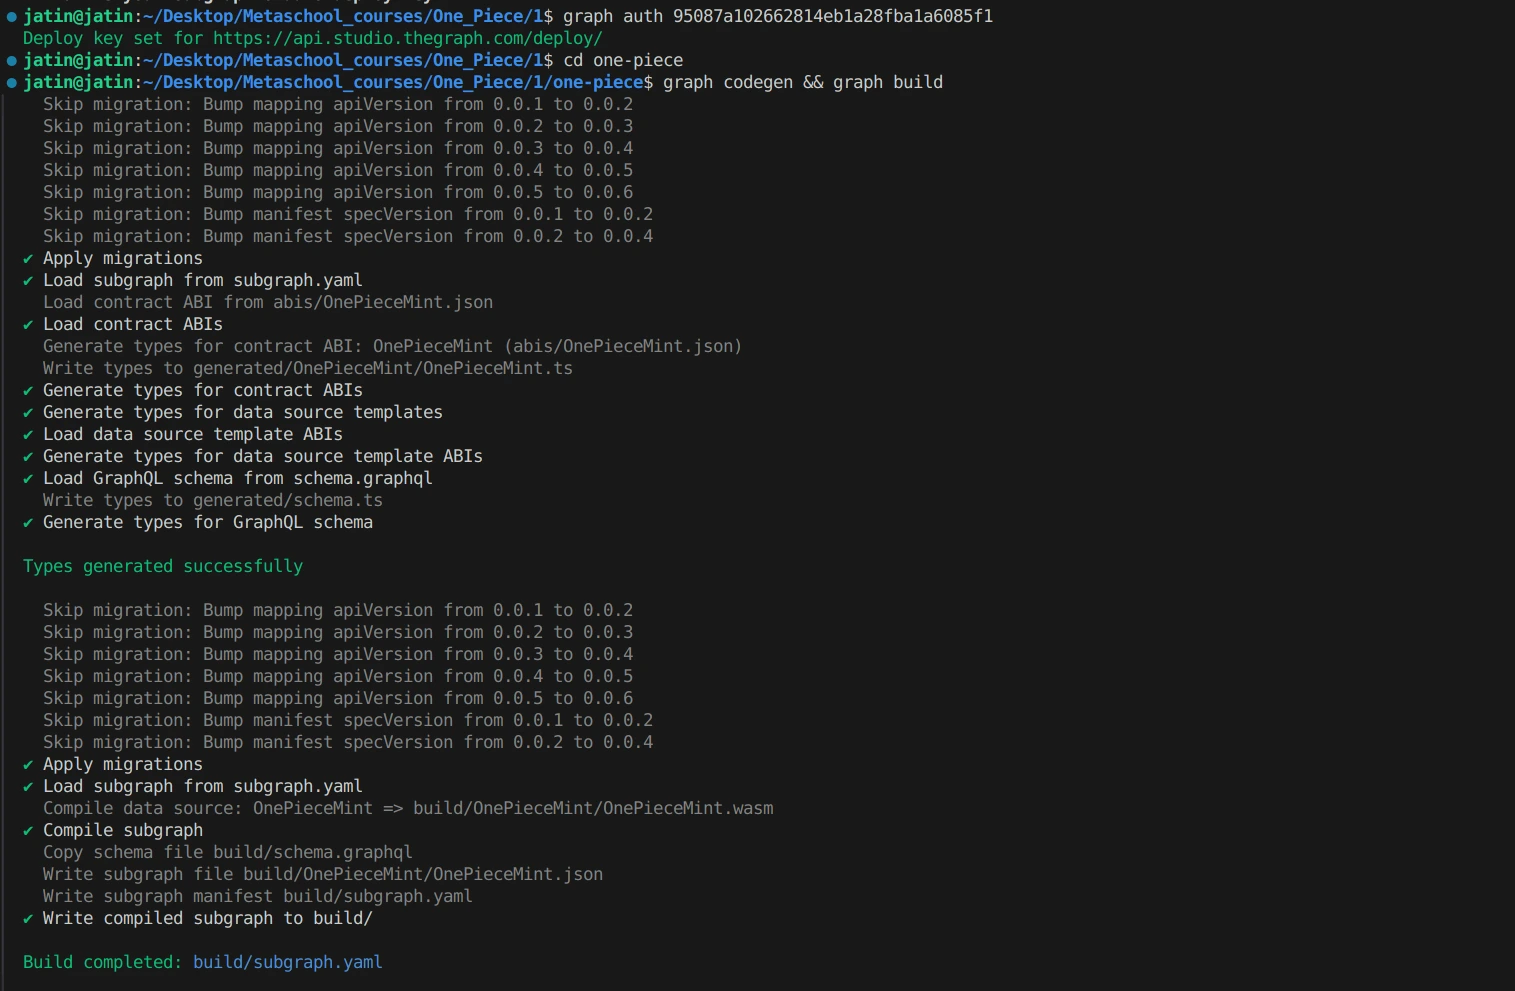 jatin@jatin:~/Desktop/Metaschool_courses/One_Piece/1$ graph auth 95087a102662814eb1a28fba1a6085f1
Deploy key set for https://api.studio.thegraph.com/deploy/
jatin@jatin:~/Desktop/Metaschool_courses/One_Piece/1$ cd one-piece
jatin@jatin:~/Desktop/Metaschool_courses/One_Piece/1/one-piece$ graph codegen && graph build
Skip migration: Bump mapping apiVersion from 0.0.1 to 0.0.2
Skip migration: Bump mapping apiVersion from 0.0.2 to 0.0.3
Skip migration: Bump mapping apiVersion from 0.0.3 to 0.0.4
Skip migration: Bump mapping apiVersion from 0.0.4 to 0.0.5
Skip migration: Bump mapping apiVersion from 0.0.5 to 0.0.6
Skip migration: Bump manifest specVersion from 0.0.1 to 0.0.2
Skip migration: Bump manifest specVersion from 0.0.2 to 0.0.4
✔ Apply migrations
✔ Load subgraph from subgraph.yaml
Load contract ABI from abis/OnePieceMint.json
✔ Load contract ABIs
Generate types for contract ABI: OnePieceMint (abis/OnePieceMint.json)
Write types to generated/OnePieceMint/OnePieceMint.ts
✔ Generate types for contract ABIs
✔ Generate types for data source templates
✔ Load data source template ABIs
✔ Generate types for data source template ABIs
✔ Load GraphQL schema from schema.graphql
Write types to generated/schema.ts
✔ Generate types for GraphQL schema
Types generated successfully
Skip migration: Bump mapping apiVersion from 0.0.1 to 0.0.2
Skip migration: Bump mapping apiVersion from 0.0.2 to 0.0.3
Skip migration: Bump mapping apiVersion from 0.0.3 to 0.0.4
Skip migration: Bump mapping apiVersion from 0.0.4 to 0.0.5
Skip migration: Bump mapping apiVersion from 0.0.5 to 0.0.6
Skip migration: Bump manifest specVersion from 0.0.1 to 0.0.2
Skip migration: Bump manifest specVersion from 0.0.2 to 0.0.4
✔ Apply migrations
✔ Load subgraph from subgraph.yaml
Compile data source: OnePieceMint => build/OnePieceMint/OnePieceMint.wasm
✔ Compile subgraph
Copy schema file build/schema.graphql
Write subgraph file build/OnePieceMint/OnePieceMint.json
Write subgraph manifest build/subgraph.yaml
✔ Write compiled subgraph to build/
Build completed: build/subgraph.yaml